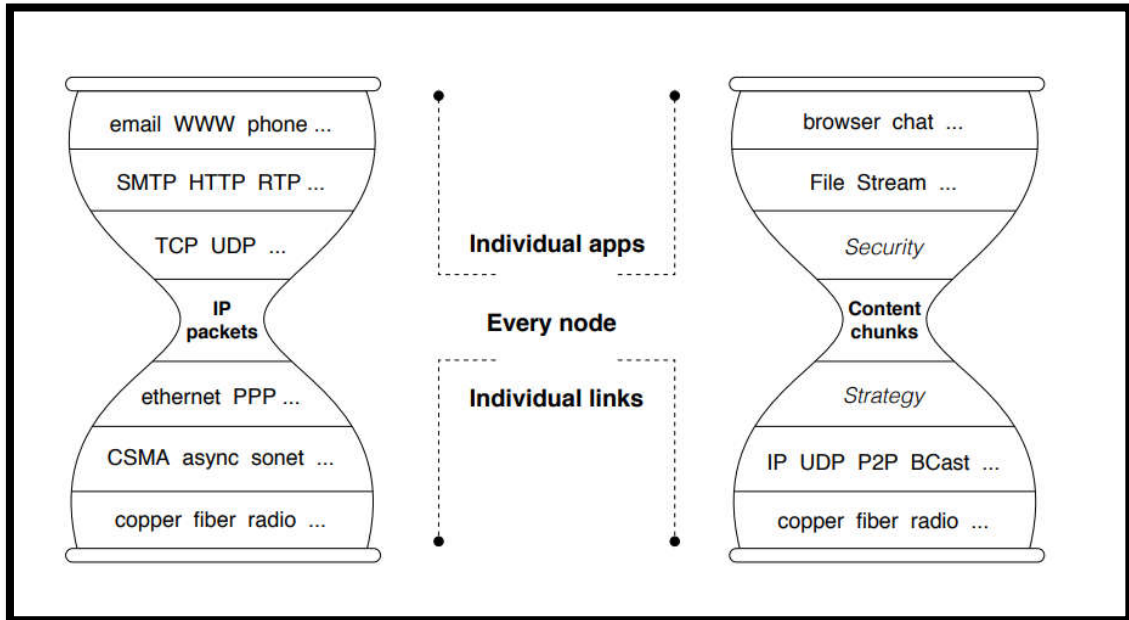 email WWW phone ...
SMTP HTTP RTP ...
TCP UDP ...
IP
packets
ethernet PPP ...
CSMA async sonet ...
copper fiber radio ...
Individual apps
Every node
Individual links
browser chat ...
File Stream ...
Security
Content
chunks
Strategy
IP UDP P2P BCast ...
copper fiber radio ...